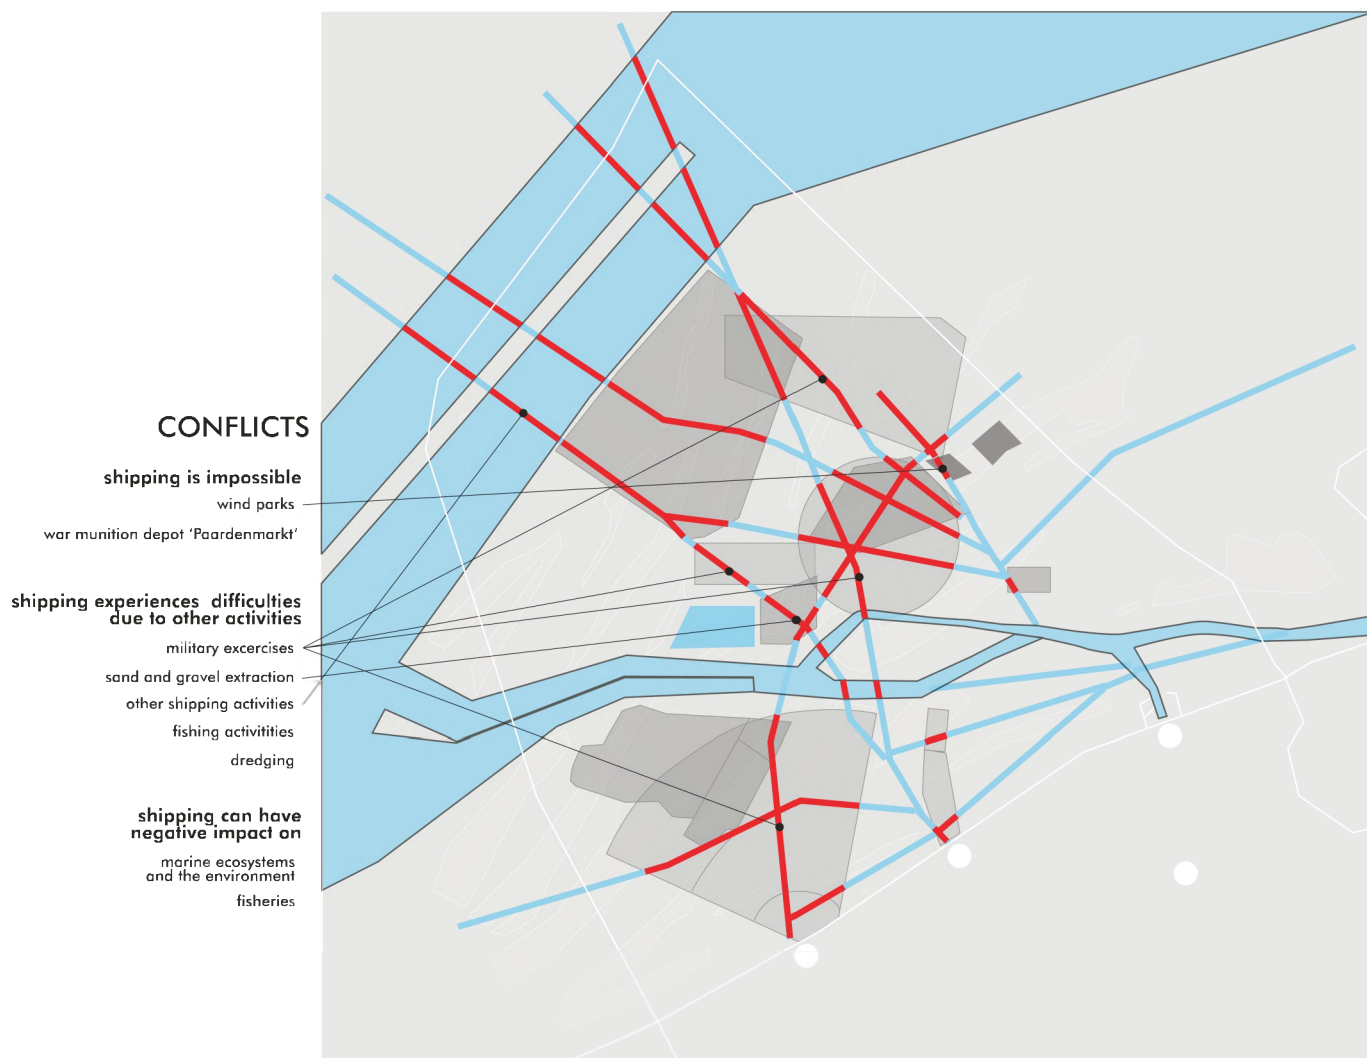 CONFLICTS
shipping is impossible
wind parks
war munition depot ‘Paardenmarkt’
shipping experiences difficulties
due to other activities
military excercises
sand and gravel extraction
other shipping activities
fishing activitities
dredging
shipping can have
negative impact on
marine ecosystems
and the environment
fisheries